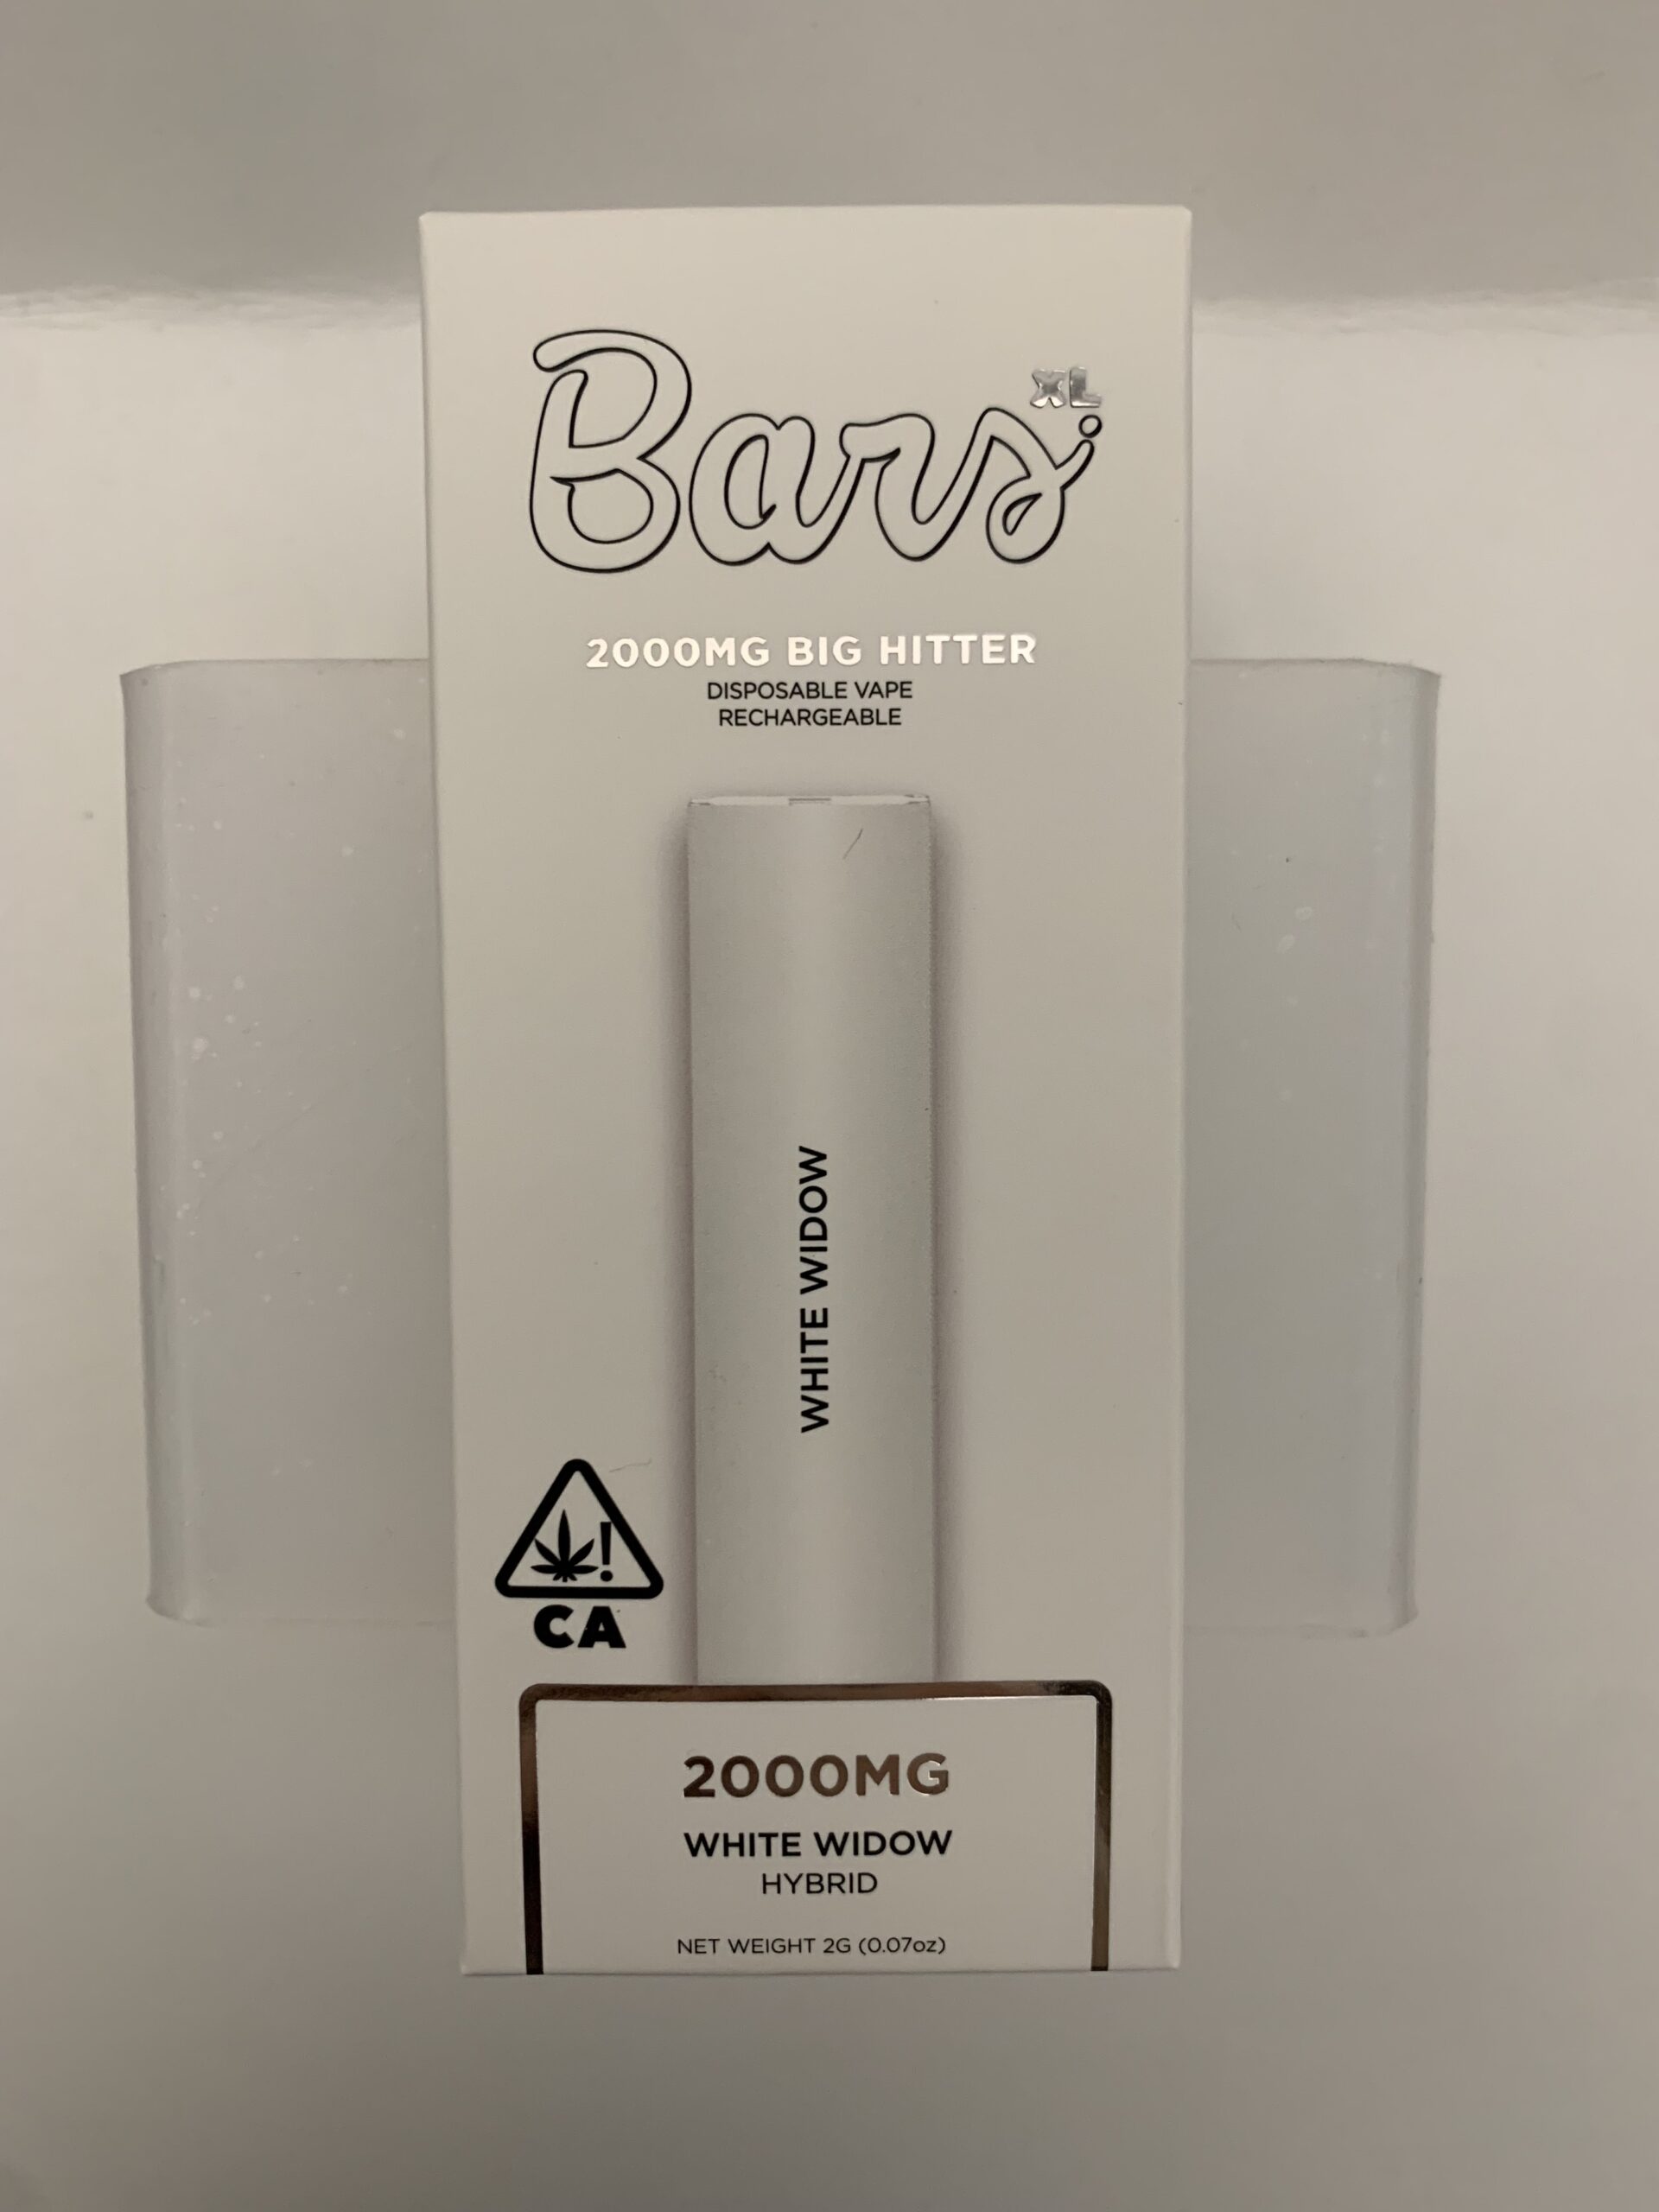 Bars XL
2000MG BIG HITTER
DISPOSABLE VAPE
RECHARGEABLE
WHITE WIDOW
CA
2000MG
WHITE WIDOW
HYBRID
NET WEIGHT 2G (0.07oz)